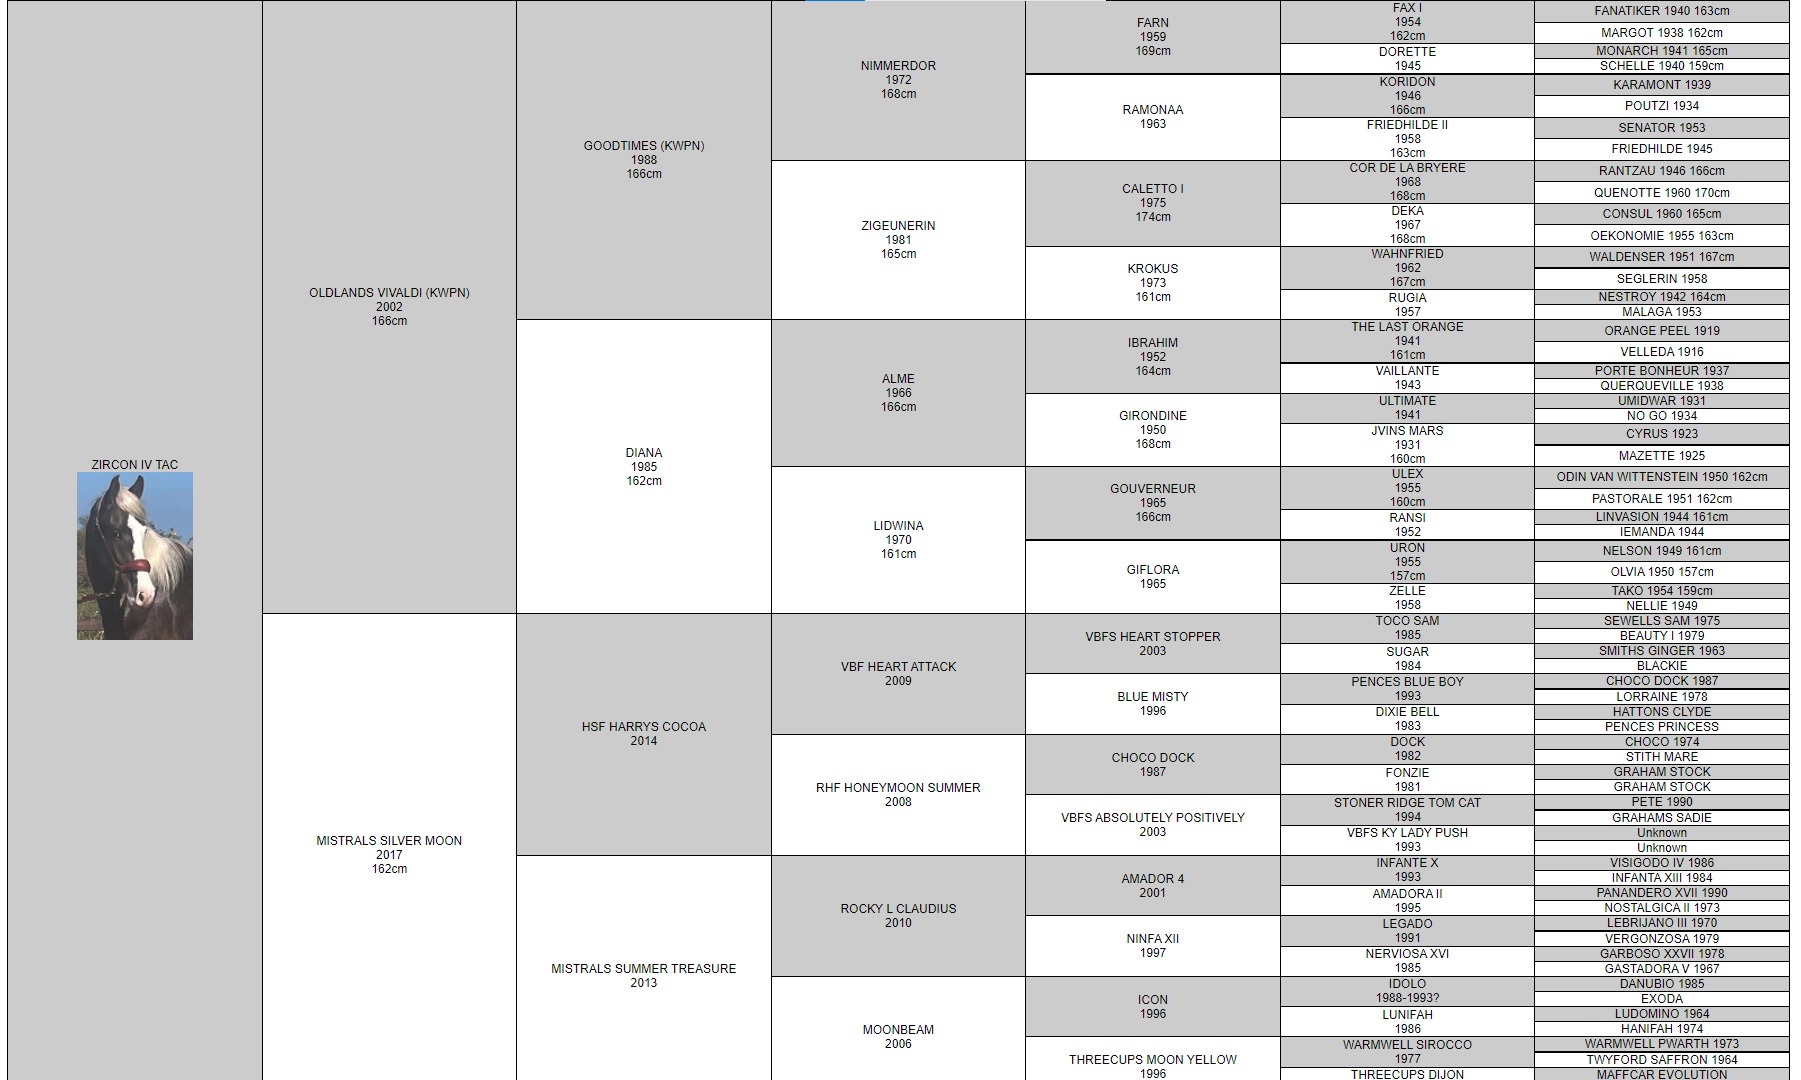 ZIRCON IV TAC
OLDLANDS VIVALDI (KWPN)
2002
166cm
MISTRALS SILVER MOON
2017
162cm
GOODTIMES (KWPN)
1988
166cm
DIANA
1985
162cm
HSF HARRYS COCOA
2014
MISTRALS SUMMER TREASURE
2013
NIMMERDOR
1972
168cm
ZIGEUNERIN
1981
165cm
ALME
1966
166cm
LIDWINA
1970
161cm
VBF HEART ATTACK
2009
RHF HONEYMOON SUMMER
2008
ROCKY L CLAUDIUS
2010
MOONBEAM
2006
FARN
1959
169cm
RAMONAA
1963
CALETTO I
1975
174cm
KROKUS
1973
161cm
IBRAHIM
1952
164cm
GIRONDINE
1950
168cm
GOUVERNEUR
1965
166cm
GIFLORA
1965
VBFS HEART STOPPER
2003
BLUE MISTY
1996
CHOCO DOCK
1987
VBFS ABSOLUTELY POSITIVELY
2003
AMADOR 4
2001
NINFA XII
1997
ICON
1996
THREECUPS MOON YELLOW
1996
FAX I
1954
162cm
DORETTE
1945
KORIDON
1946
166cm
FRIEDHILDE II
1958
163cm
COR DE LA BRYERE
1968
168cm
DEKA
1967
168cm
WAHNFRIED
1962
167cm
RUGIA
1957
THE LAST ORANGE
1941
161cm
VAILLANTE
1943
ULTIMATE
1941
JVINS MARS
1931
160cm
ULEX
1955
160cm
RANSI
1952
URON
1955
157cm
ZELLE
1958
TOCO SAM
1985
SUGAR
1984
PENCES BLUE BOY
1993
DIXIE BELL
1983
DOCK
1982
FONZIE
1981
STONER RIDGE TOM CAT
1994
VBFS KY LADY PUSH
1993
INFANTE X
1993
AMADORA II
1995
LEGADO
1991
NERVIOSA XVI
1985
IDOLO
1988-1993?
LUNIFAH
1986
WARMWELL SIROCCO
1977
THREECUPS DIJON
FANATIKER 1940 163cm
MARGOT 1938 162cm
MONARCH 1941 165cm
SCHELLE 1940 159cm
KARAMONT 1939
POUTZI 1934
SENATOR 1953
FRIEDHILDE 1945
RANTZAU 1946 166cm
QUENOTTE 1960 170cm
CONSUL 1960 165cm
OEKONOMIE 1955 163cm
WALDENSER 1951 167cm
SEGLERIN 1958
NESTROY 1942 164cm
MALAGA 1953
ORANGE PEEL 1919
VELLEDA 1916
PORTE BONHEUR 1937
QUERQUEVILLE 1938
UMIDWAR 1931
NO GO 1934
CYRUS 1923
MAZETTE 1925
ODIN VAN WITTENSTEIN 1950 162cm
PASTORALE 1951 162cm
LINVASION 1944 161cm
IEMANDA 1944
NELSON 1949 161cm
OLVIA 1950 157cm
TAKO 1954 159cm
NELLIE 1949
SEWELLS SAM 1975
BEAUTY I 1979
SMITHS GINGER 1963
BLACKIE
CHOCO DOCK 1987
LORRAINE 1978
HATTONS CLYDE
PENCES PRINCESS
CHOCO 1974
STITH MARE
GRAHAM STOCK
GRAHAM STOCK
PETE 1990
GRAHAMS SADIE
Unknown
Unknown
VISIGODO IV 1986
INFANTA XIII 1984
PANANDERO XVII 1990
NOSTALGICA II 1973
LEBRIJANO III 1970
VERGONZOSA 1979
GARBOSO XXVII 1978
GASTADORA V 1967
DANUBIO 1985
EXODA
LUDOMINO 1964
HANIFAH 1974
WARMWELL PWARTH 1973
TWYFORD SAFFRON 1964
MAFFCAR EVOLUTION